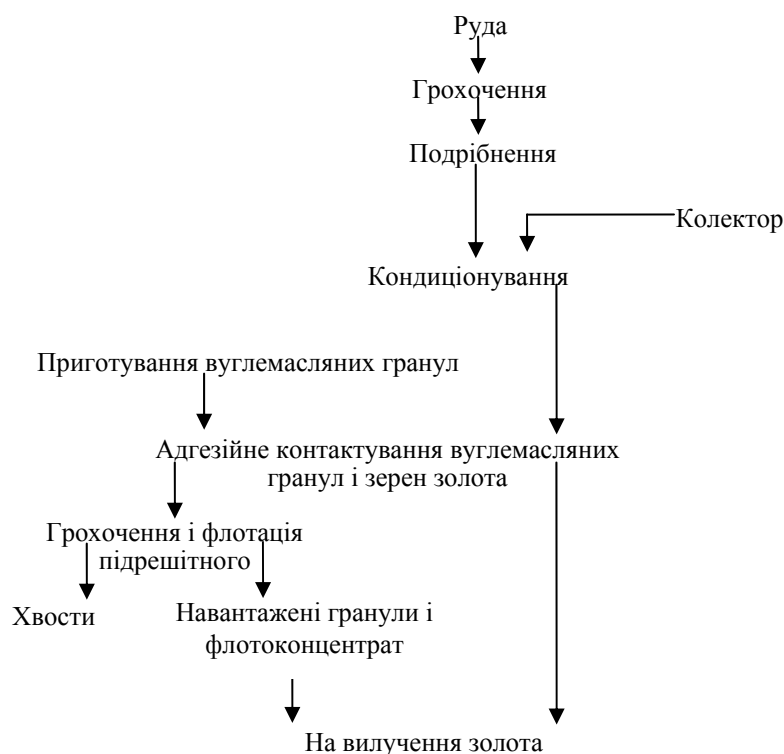 Руда
Грохочення
Подрібнення
Колектор
Кондиціонування
Приготування вуглемасляних гранул
Адгезійне контактування вуглемасляних
гранул і зерен золота
Грохочення і флотація
підрешітного
Хвости
Навантажені гранули і
флотоконцентрат
На вилучення золота